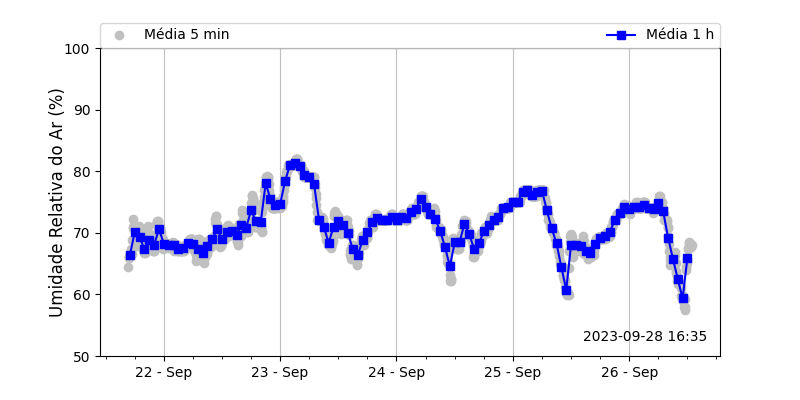 Média 5 min
Média 1 h
Umidade Relativa do Ar (%)
100
90
80
70
60
50
2023-09-28 16:35
22 - Sep
23 - Sep
24 - Sep
25 - Sep
26 - Sep